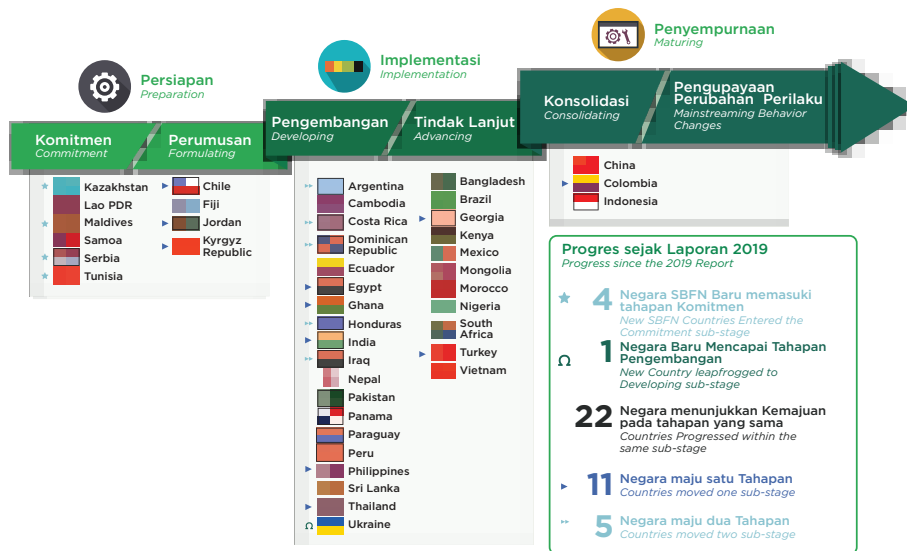 Persiapan
Preparation
Implementasi
Implementation
Penyempurnaan
Maturing
Komitmen
Commitment
Perumusan
Formulating
Pengembangan
Developing
Tindak Lanjut
Advancing
Konsolidasi
Consolidating
Pengupayaan
Perubahan Perilaku
Mainstreaming Behavior
Changes
Kazakhstan
Lao PDR
Maldives
Samoa
Serbia
Tunisia
Chile
Fiji
Jordan
Kyrgyz
Republic
Argentina
Cambodia
Costa Rica
Dominican
Republic
Ecuador
Egypt
Ghana
Honduras
India
Iraq
Nepal
Pakistan
Panama
Paraguay
Peru
Philippines
Sri Lanka
Thailand
Ukraine
Bangladesh
Brazil
Georgia
Kenya
Mexico
Mongolia
Morocco
Nigeria
South
Africa
Turkey
Vietnam
China
Colombia
Indonesia
Progres sejak Laporan 2019
Progress since the 2019 Report
4 Negara SBFN Baru memasuki
tahapan Komitmen
New SBFN Countries Entered the
Commitment sub-stage
Ω 1 Negara Baru Mencapai Tahapan
Pengembangan
New Country leapfrogged to
Developing sub-stage
22 Negara menunjukkan Kemajuan
pada tahapan yang sama
Countries Progressed within the
same sub-stage
11 Negara maju satu Tahapan
Countries moved one sub-stage
5 Negara maju dua Tahapan
Countries moved two sub-stage